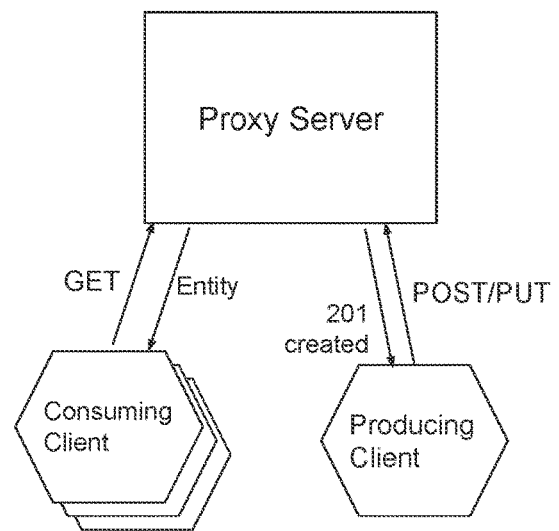 Proxy Server
GET
Entity
201
created
POST/PUT
Consuming
Client
Producing
Client